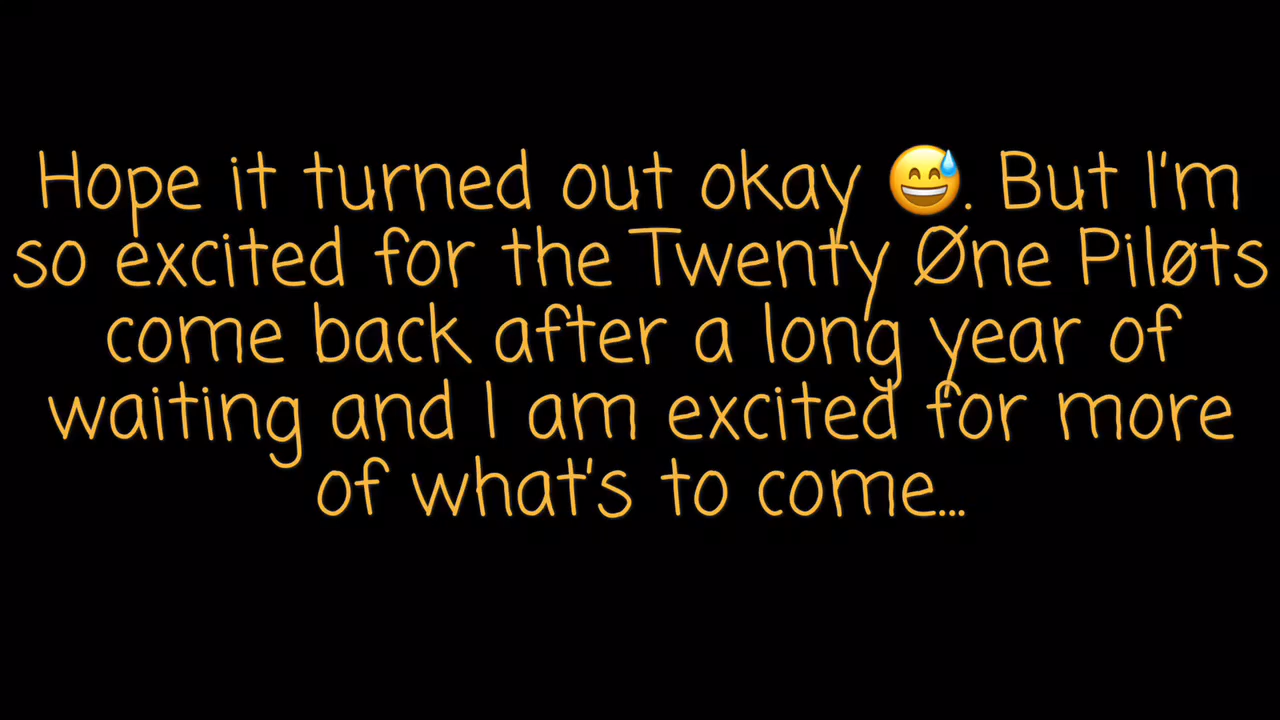 Hope it turned out okay 😅. But I'm
so excited for the Twenty Øne Piløts
come back after a long year of
waiting and I am excited for more
of what's to come...